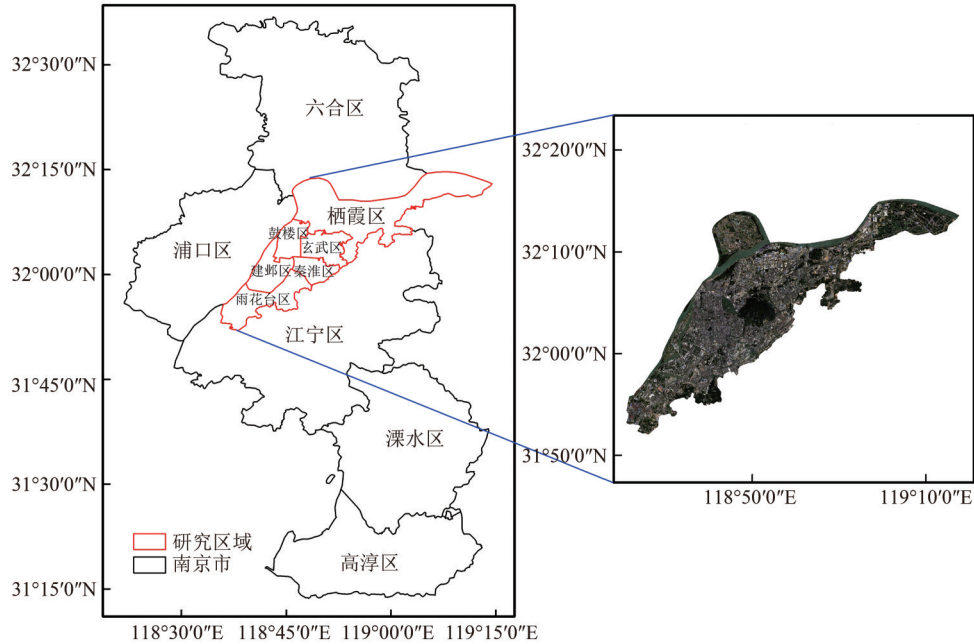 32°30′0″N
六合区
32°15′0″N
栖霞区
浦口区
鼓楼区
玄武区
32°00′0″N
建邺区
秦淮区
雨花台区
江宁区
31°45′0″N
溧水区
31°30′0″N
研究区域
南京市
高淳区
31°15′0″N
118°30′0″E 118°45′0″E 119°00′0″E 119°15′0″E
32°20′0″N
32°10′0″N
32°00′0″N
31°50′0″N
118°50′0″E 119°10′0″E